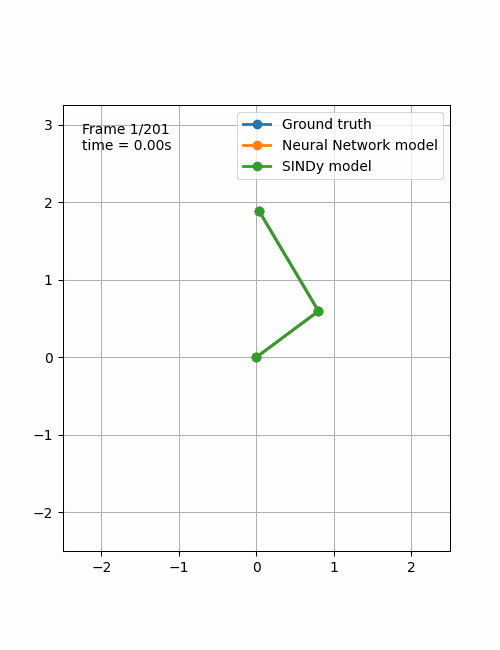 Frame 1/201
time = 0.00s
Ground truth
Neural Network model
SINDy model
3
2
1
0
−1
−2
−2
−1
0
1
2